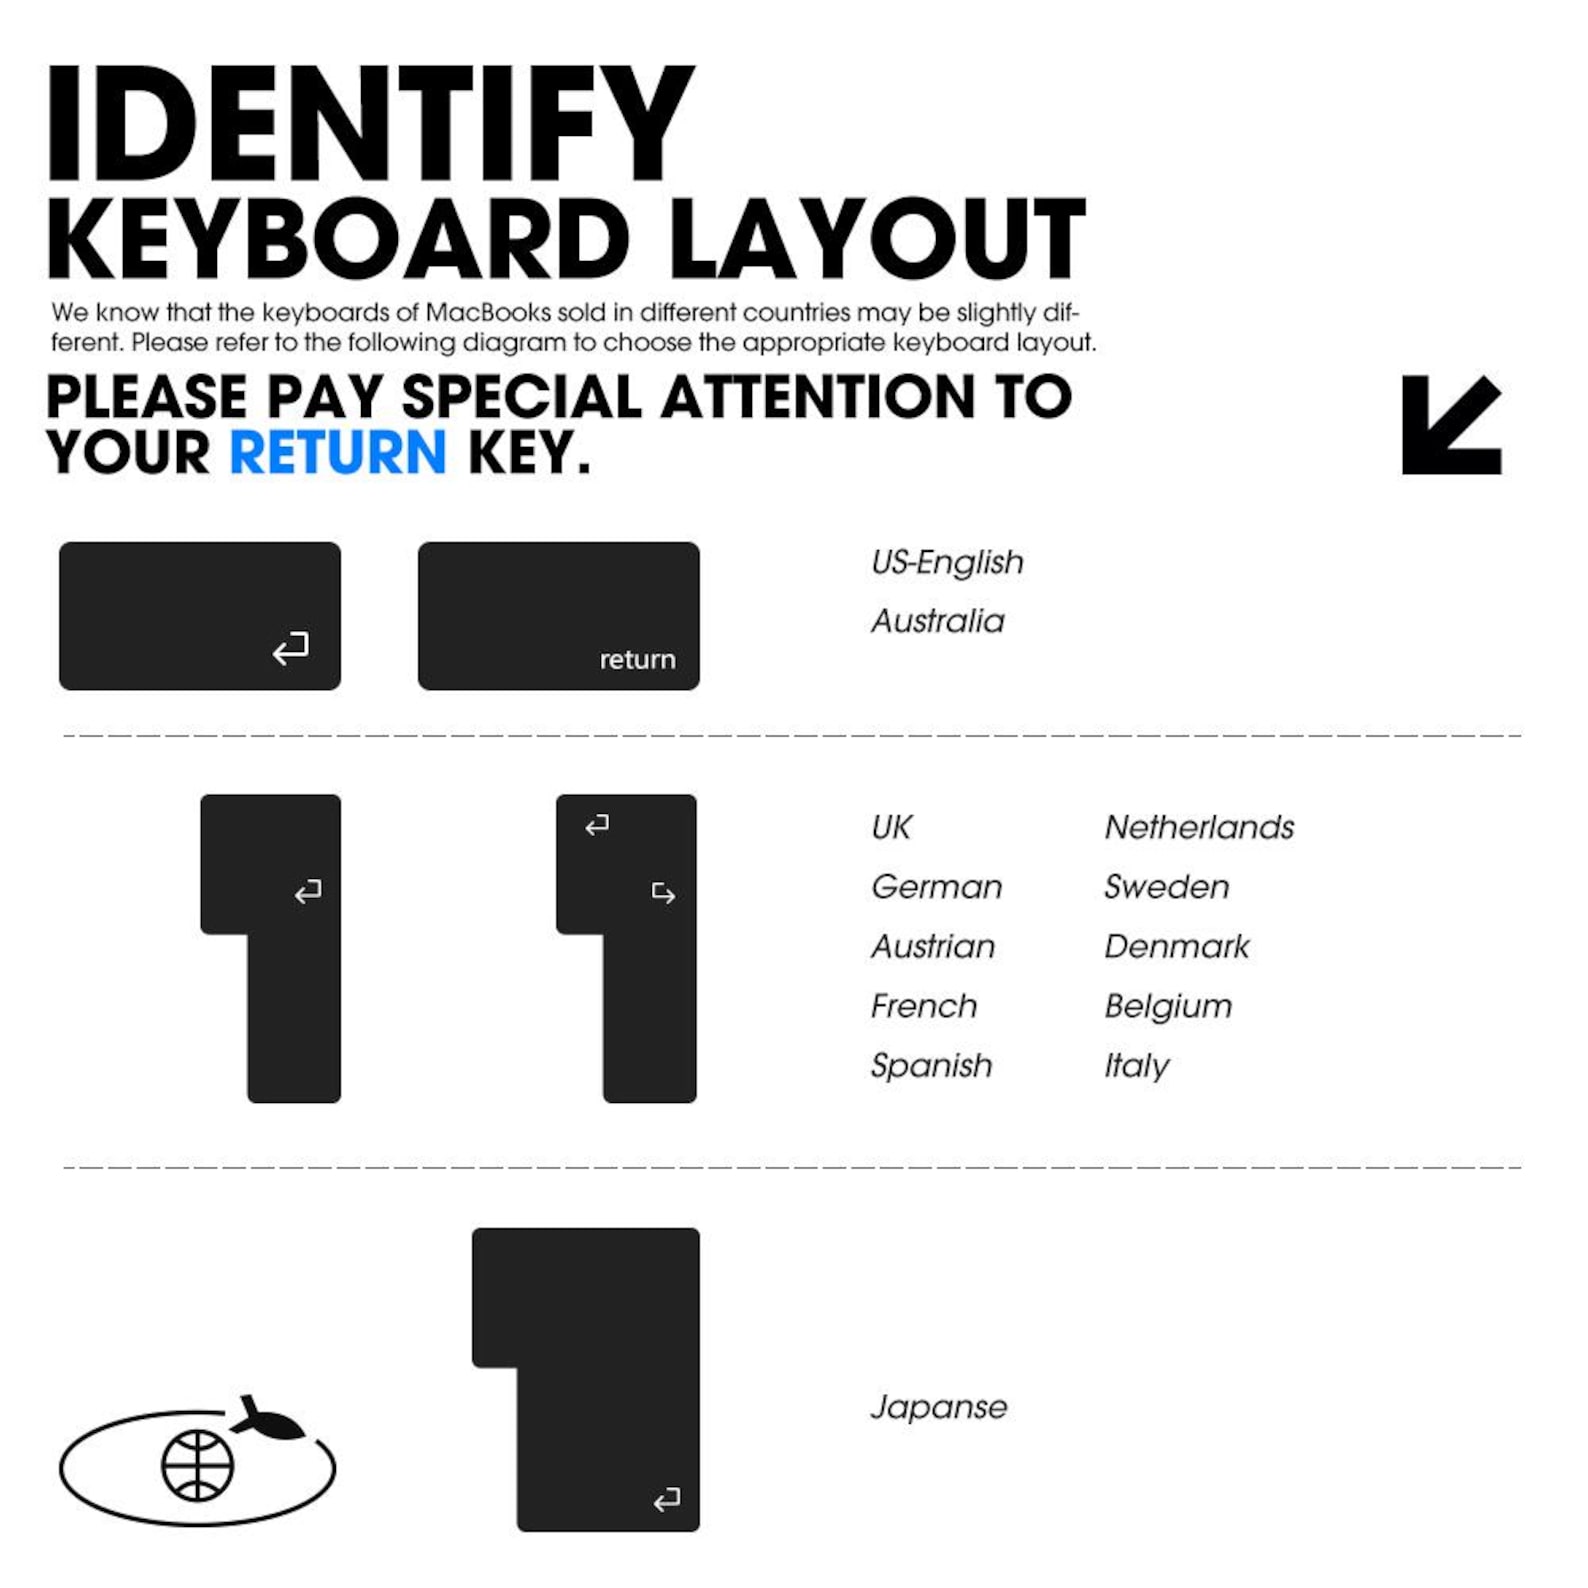 IDENTIFY
KEYBOARD LAYOUT
We know that the keyboards of MacBooks sold in different countries may be slightly dif-
ferent. Please refer to the following diagram to choose the appropriate keyboard layout.
PLEASE PAY SPECIAL ATTENTION TO
YOUR RETURN KEY.
return
US-English
Australia
UK
German
Austrian
French
Spanish
Netherlands
Sweden
Denmark
Belgium
Italy
Japanse